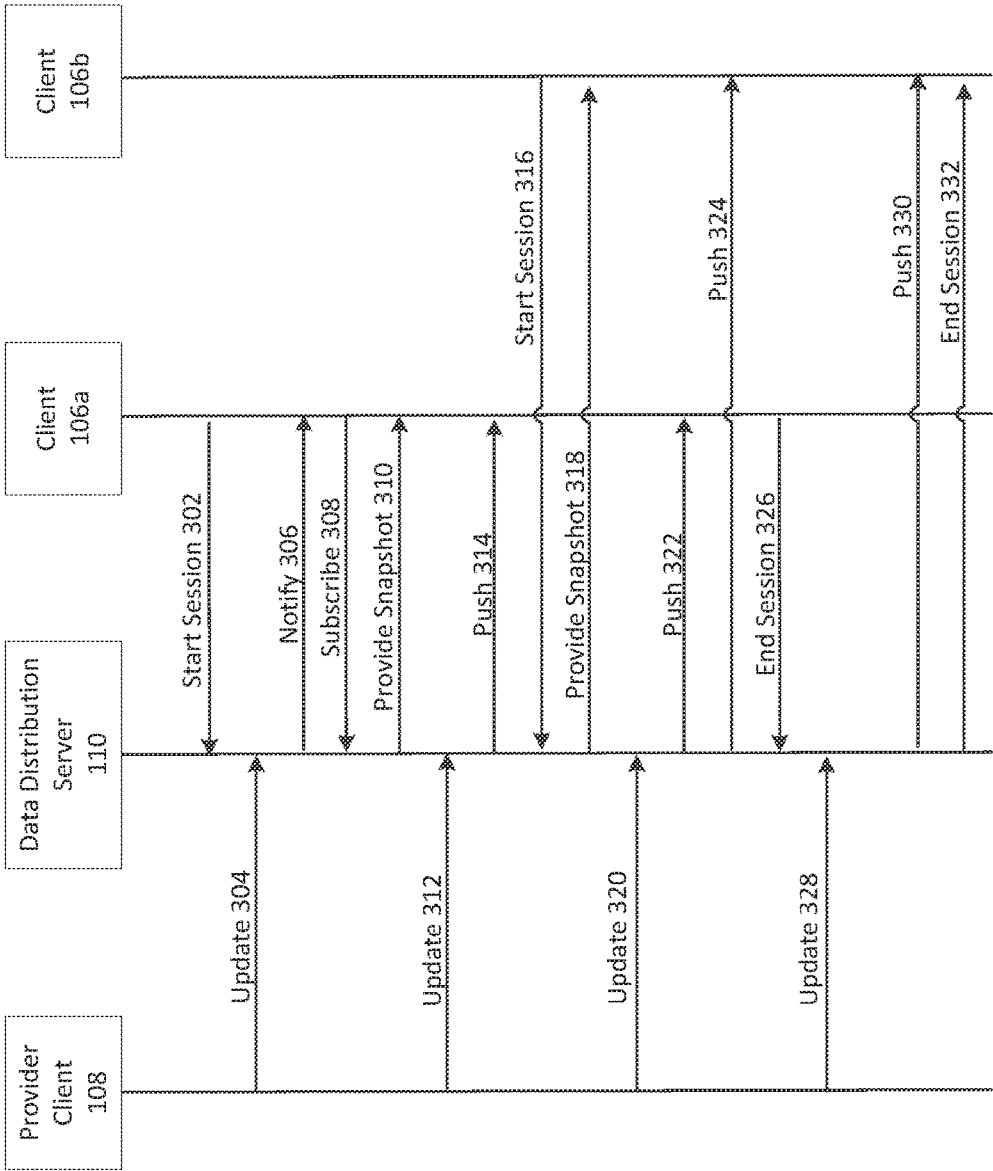 Provider
Client
108
Data Distribution
Server
110
Client
106a
Client
106b
Start Session 302
Update 304
Notify 306
Subscribe 308
Provide Snapshot 310
Update 312
Push 314
Start Session 316
Provide Snapshot 318
Update 320
Push 322
Push 324
End Session 326
Update 328
Push 330
End Session 332